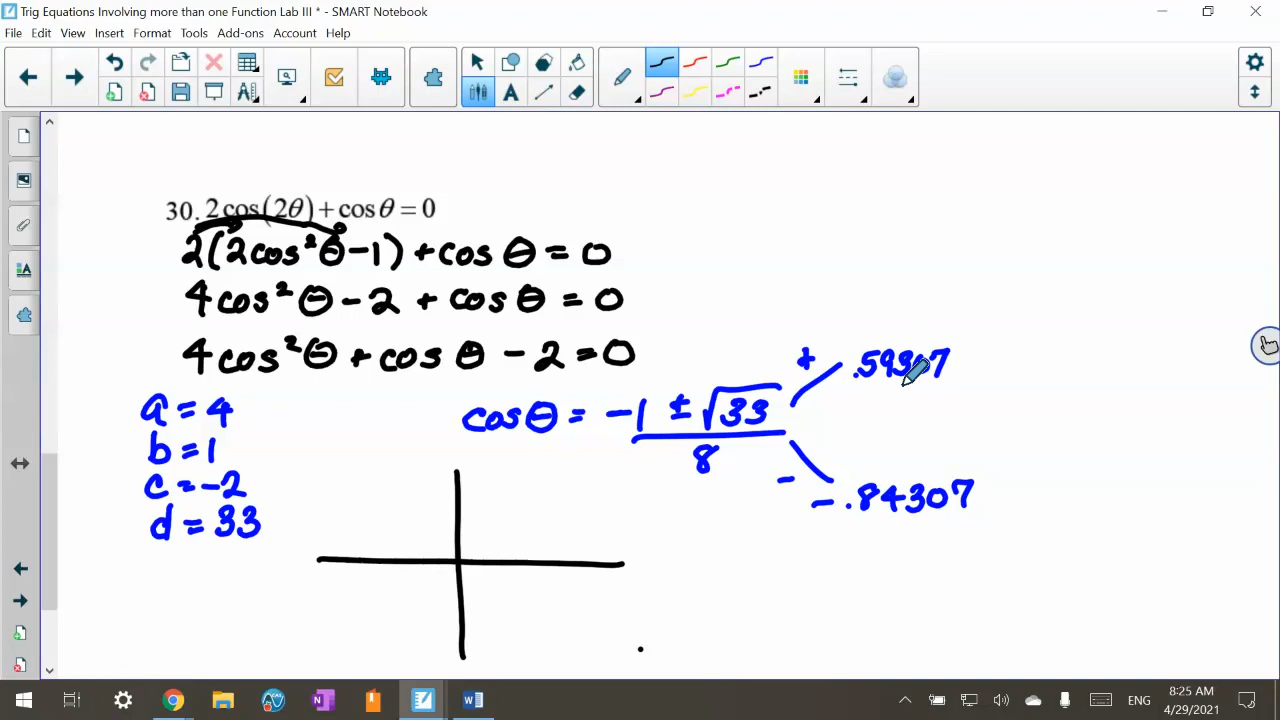 Trig Equations Involving more than one Function Lab III * - SMART Notebook
File Edit View Insert Format Tools Add-ons Account Help
30. 2cos(2θ)+cosθ=0
2(2cos²θ-1)+cosθ=0
4cos²θ-2+cosθ=0
4cos²θ+cosθ-2=0
a=4
b=1
c=-2
d=33
cosθ= -1 ± √33
8
+ .59307
- -.84307
ENG
8:25 AM
4/29/2021